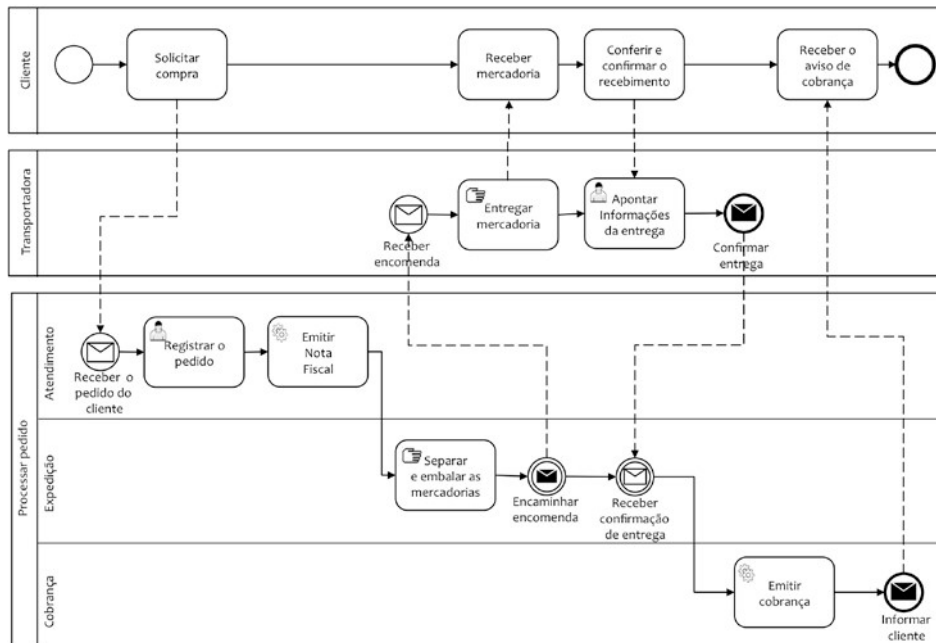 Cliente
Solicitar
compra
Receber
mercadoria
Conferir e
confirmar o
recebimento
Receber o
aviso de
cobrança
Transportadora
Receber
encomenda
Entregar
mercadoria
Apontar
Informações
da entrega
Confirmar
entrega
Processar pedido
Atendimento
Receber o
pedido do
cliente
Registrar o
pedido
Emitir
Nota
Fiscal
Expedição
Separar
e embalar as
mercadorias
Encaminhar
encomenda
Receber
confirmação
de entrega
Cobrança
Emitir
cobrança
Informar
cliente